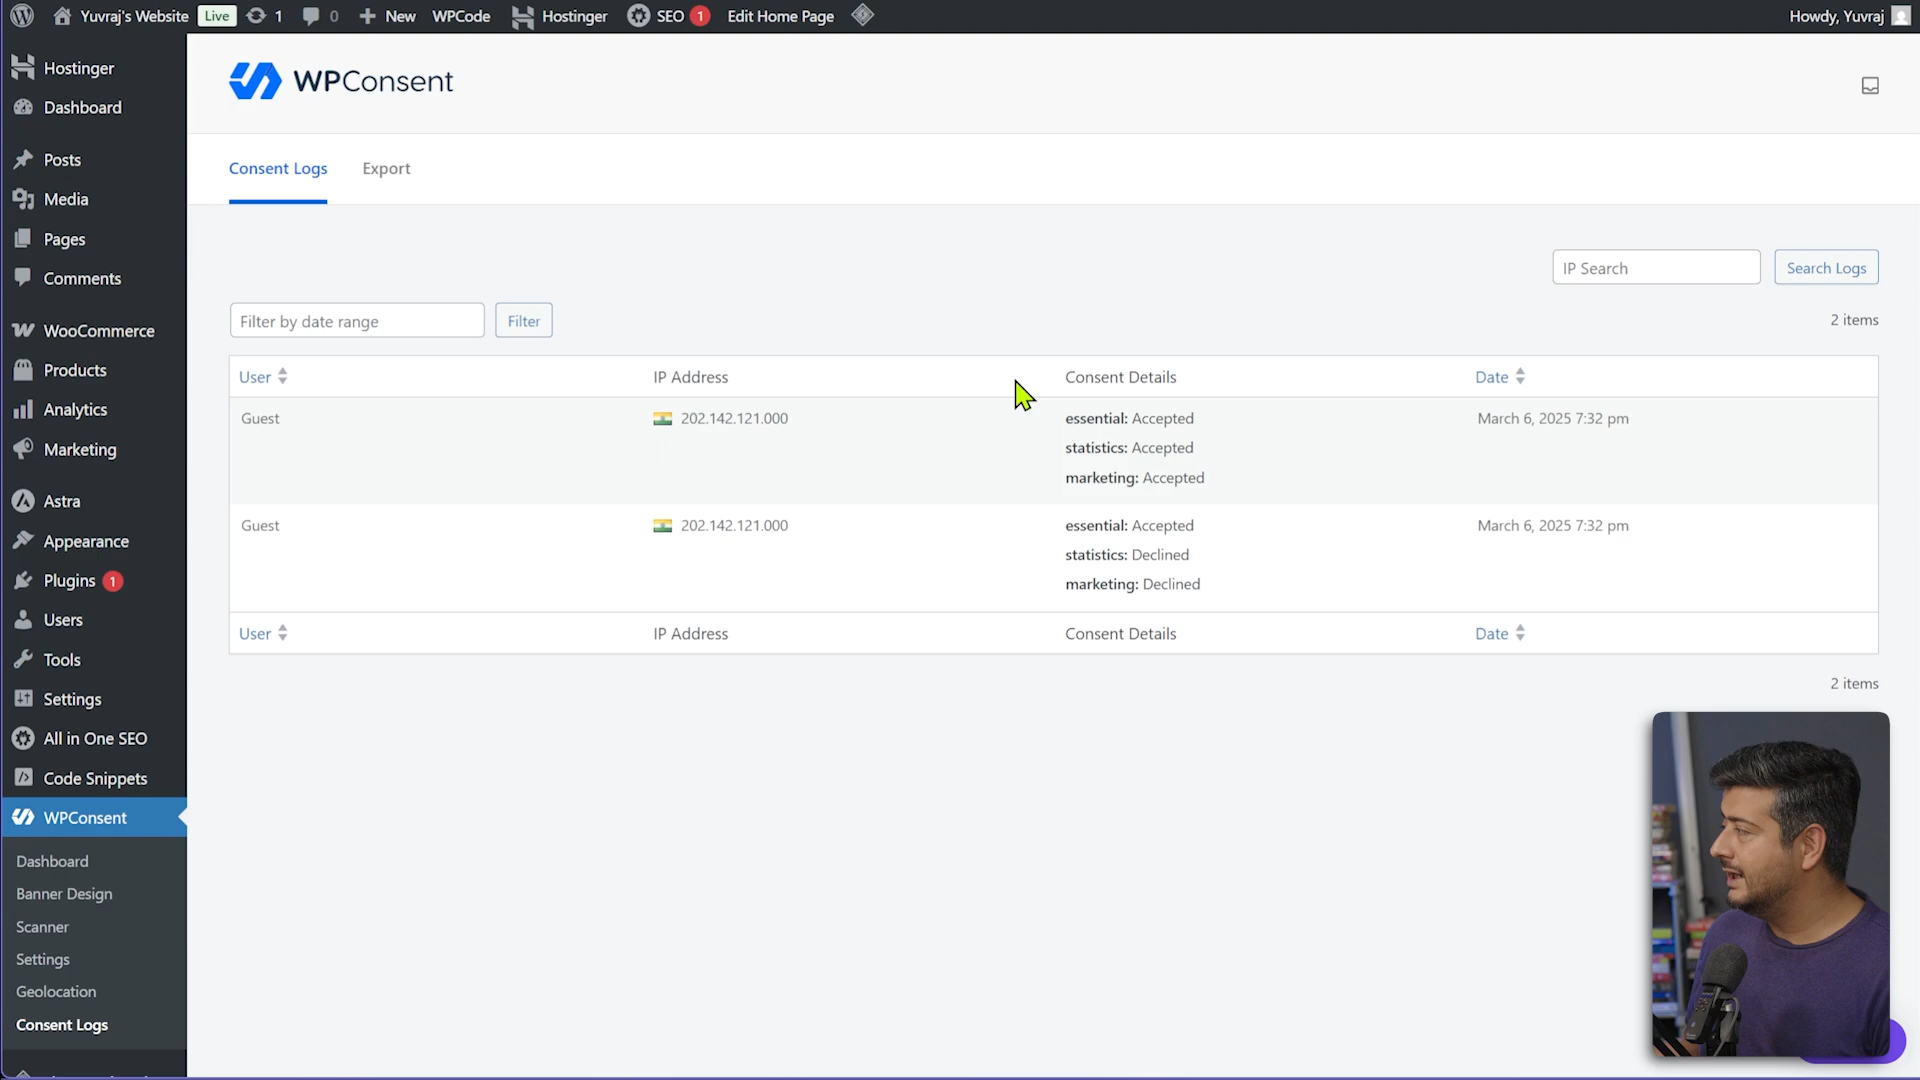 Yuvraj's Website Live 1 0 New WPCode Hostinger SEO 1 Edit Home Page Howdy, Yuvraj
Hostinger
Dashboard
Posts
Media
Pages
Comments
WooCommerce
Products
Analytics
Marketing
Astra
Appearance
Plugins 1
Users
Tools
Settings
All in One SEO
Code Snippets
WPConsent
Dashboard
Banner Design
Scanner
Settings
Geolocation
Consent Logs
WPConsent
Consent Logs Export
IP Search Search Logs
Filter by date range Filter 2 items
User IP Address Consent Details Date
Guest 202.142.121.000 essential: Accepted March 6, 2025 7:32 pm
statistics: Accepted
marketing: Accepted
Guest 202.142.121.000 essential: Accepted March 6, 2025 7:32 pm
statistics: Declined
marketing: Declined
User IP Address Consent Details Date
2 items